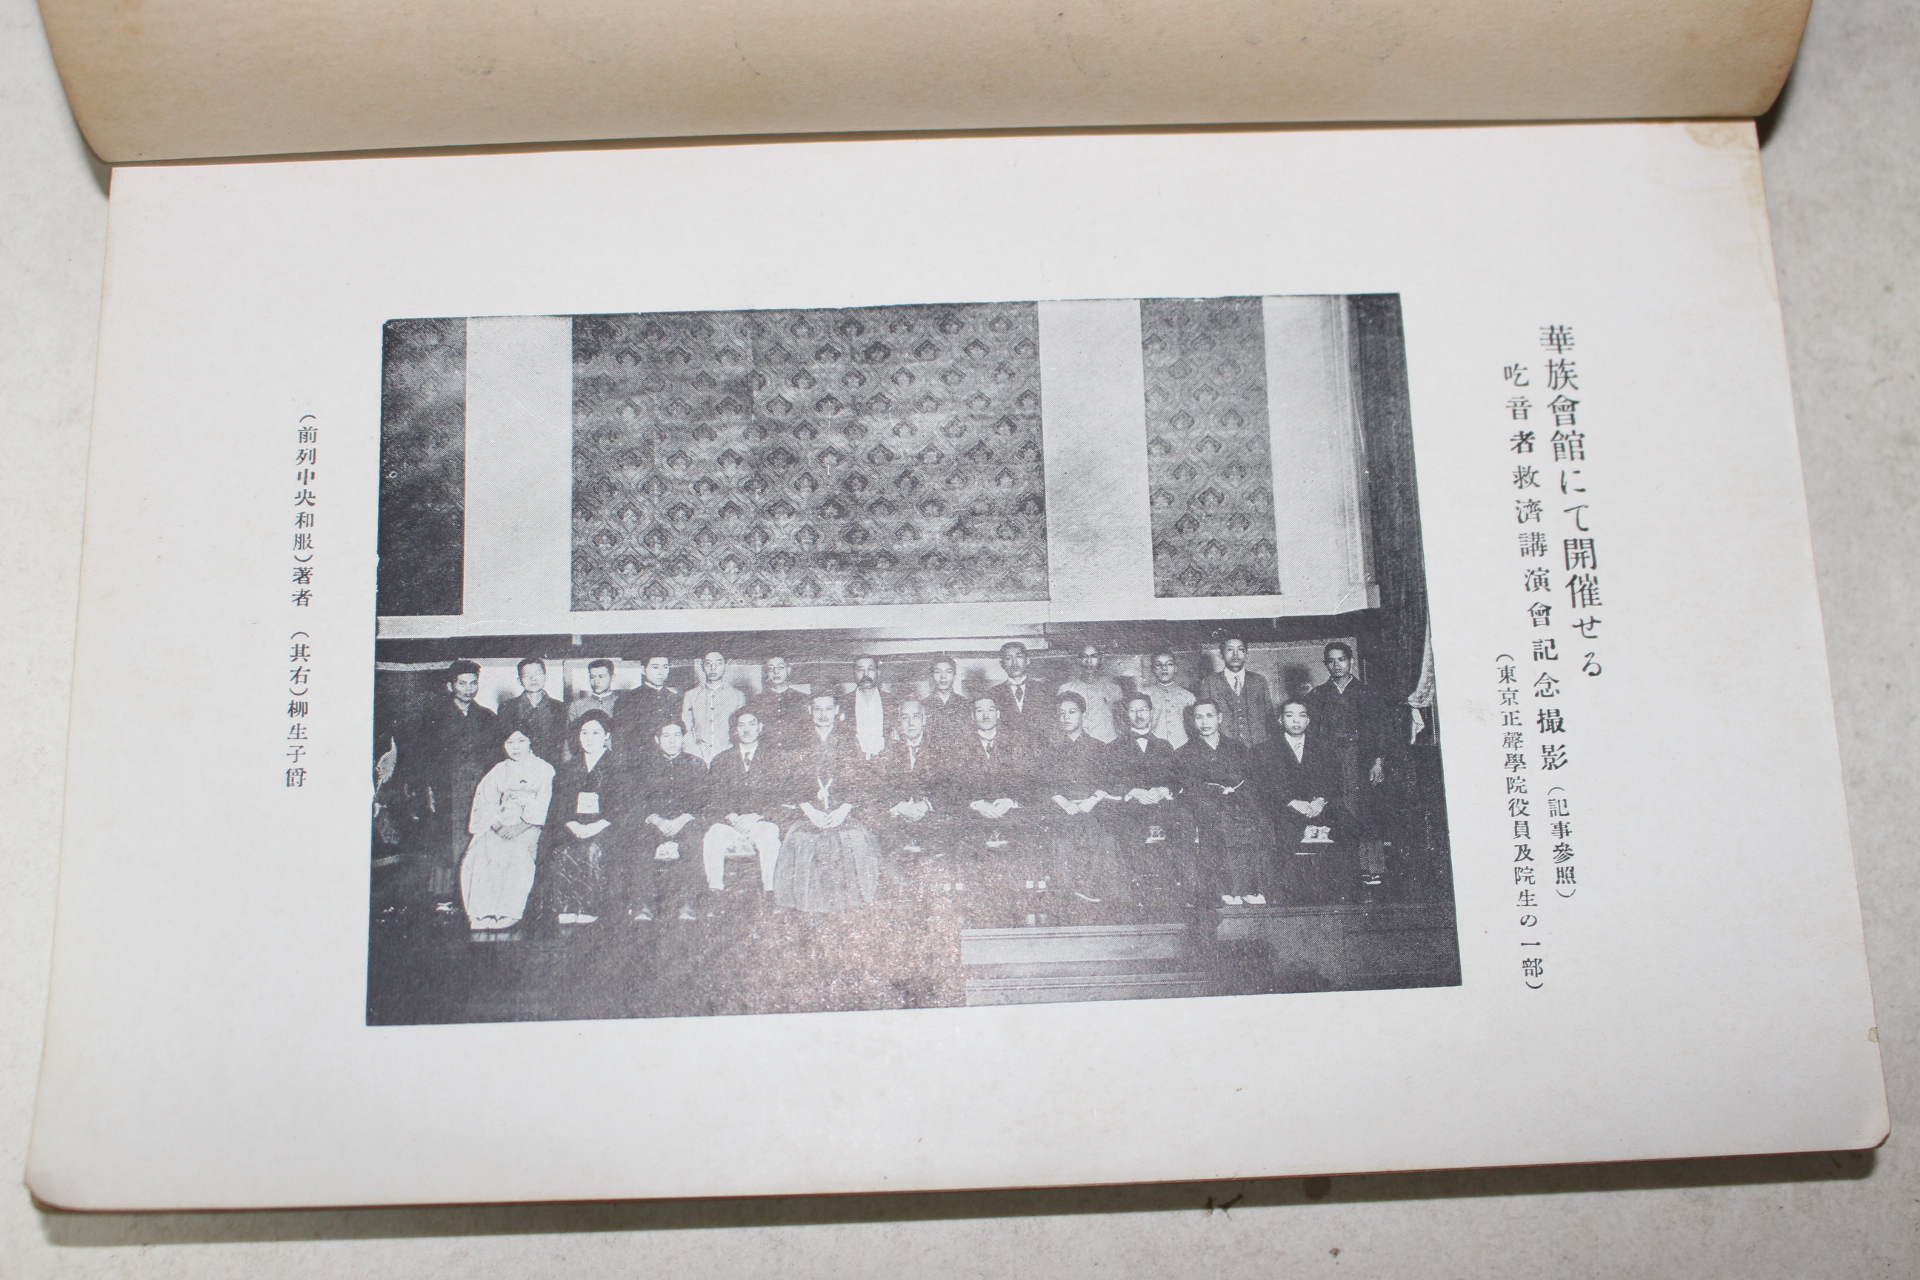 華族會館にて開催せる
吃音者救濟講演會記念撮影（記事參照）
（東京正聲學院役員及院生の一部）
（前列中央和服）著者　（其右）柳生子爵